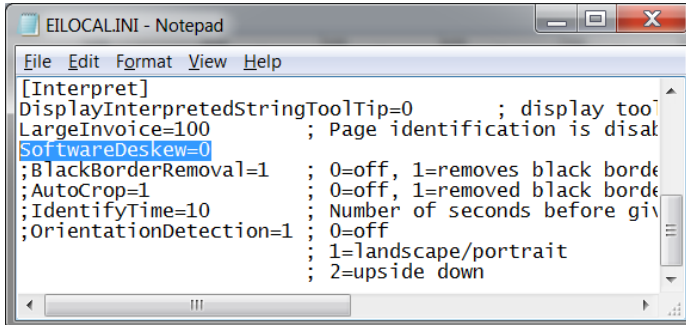 EILOCAL.INI - Notepad
File Edit Format View Help
[Interpret]
DisplayInterpretedStringToolTip=0 ; display tool
LargeInvoice=100 ; Page identification is disab
SoftwareDeskew=0
;BlackBorderRemoval=1 ; 0=off, 1=removes black borde
;AutoCrop=1 ; 0=off, 1=removed black borde
;IdentifyTime=10 ; Number of seconds before giv
;OrientationDetection=1 ; 0=off
; 1=landscape/portrait
; 2=upside down